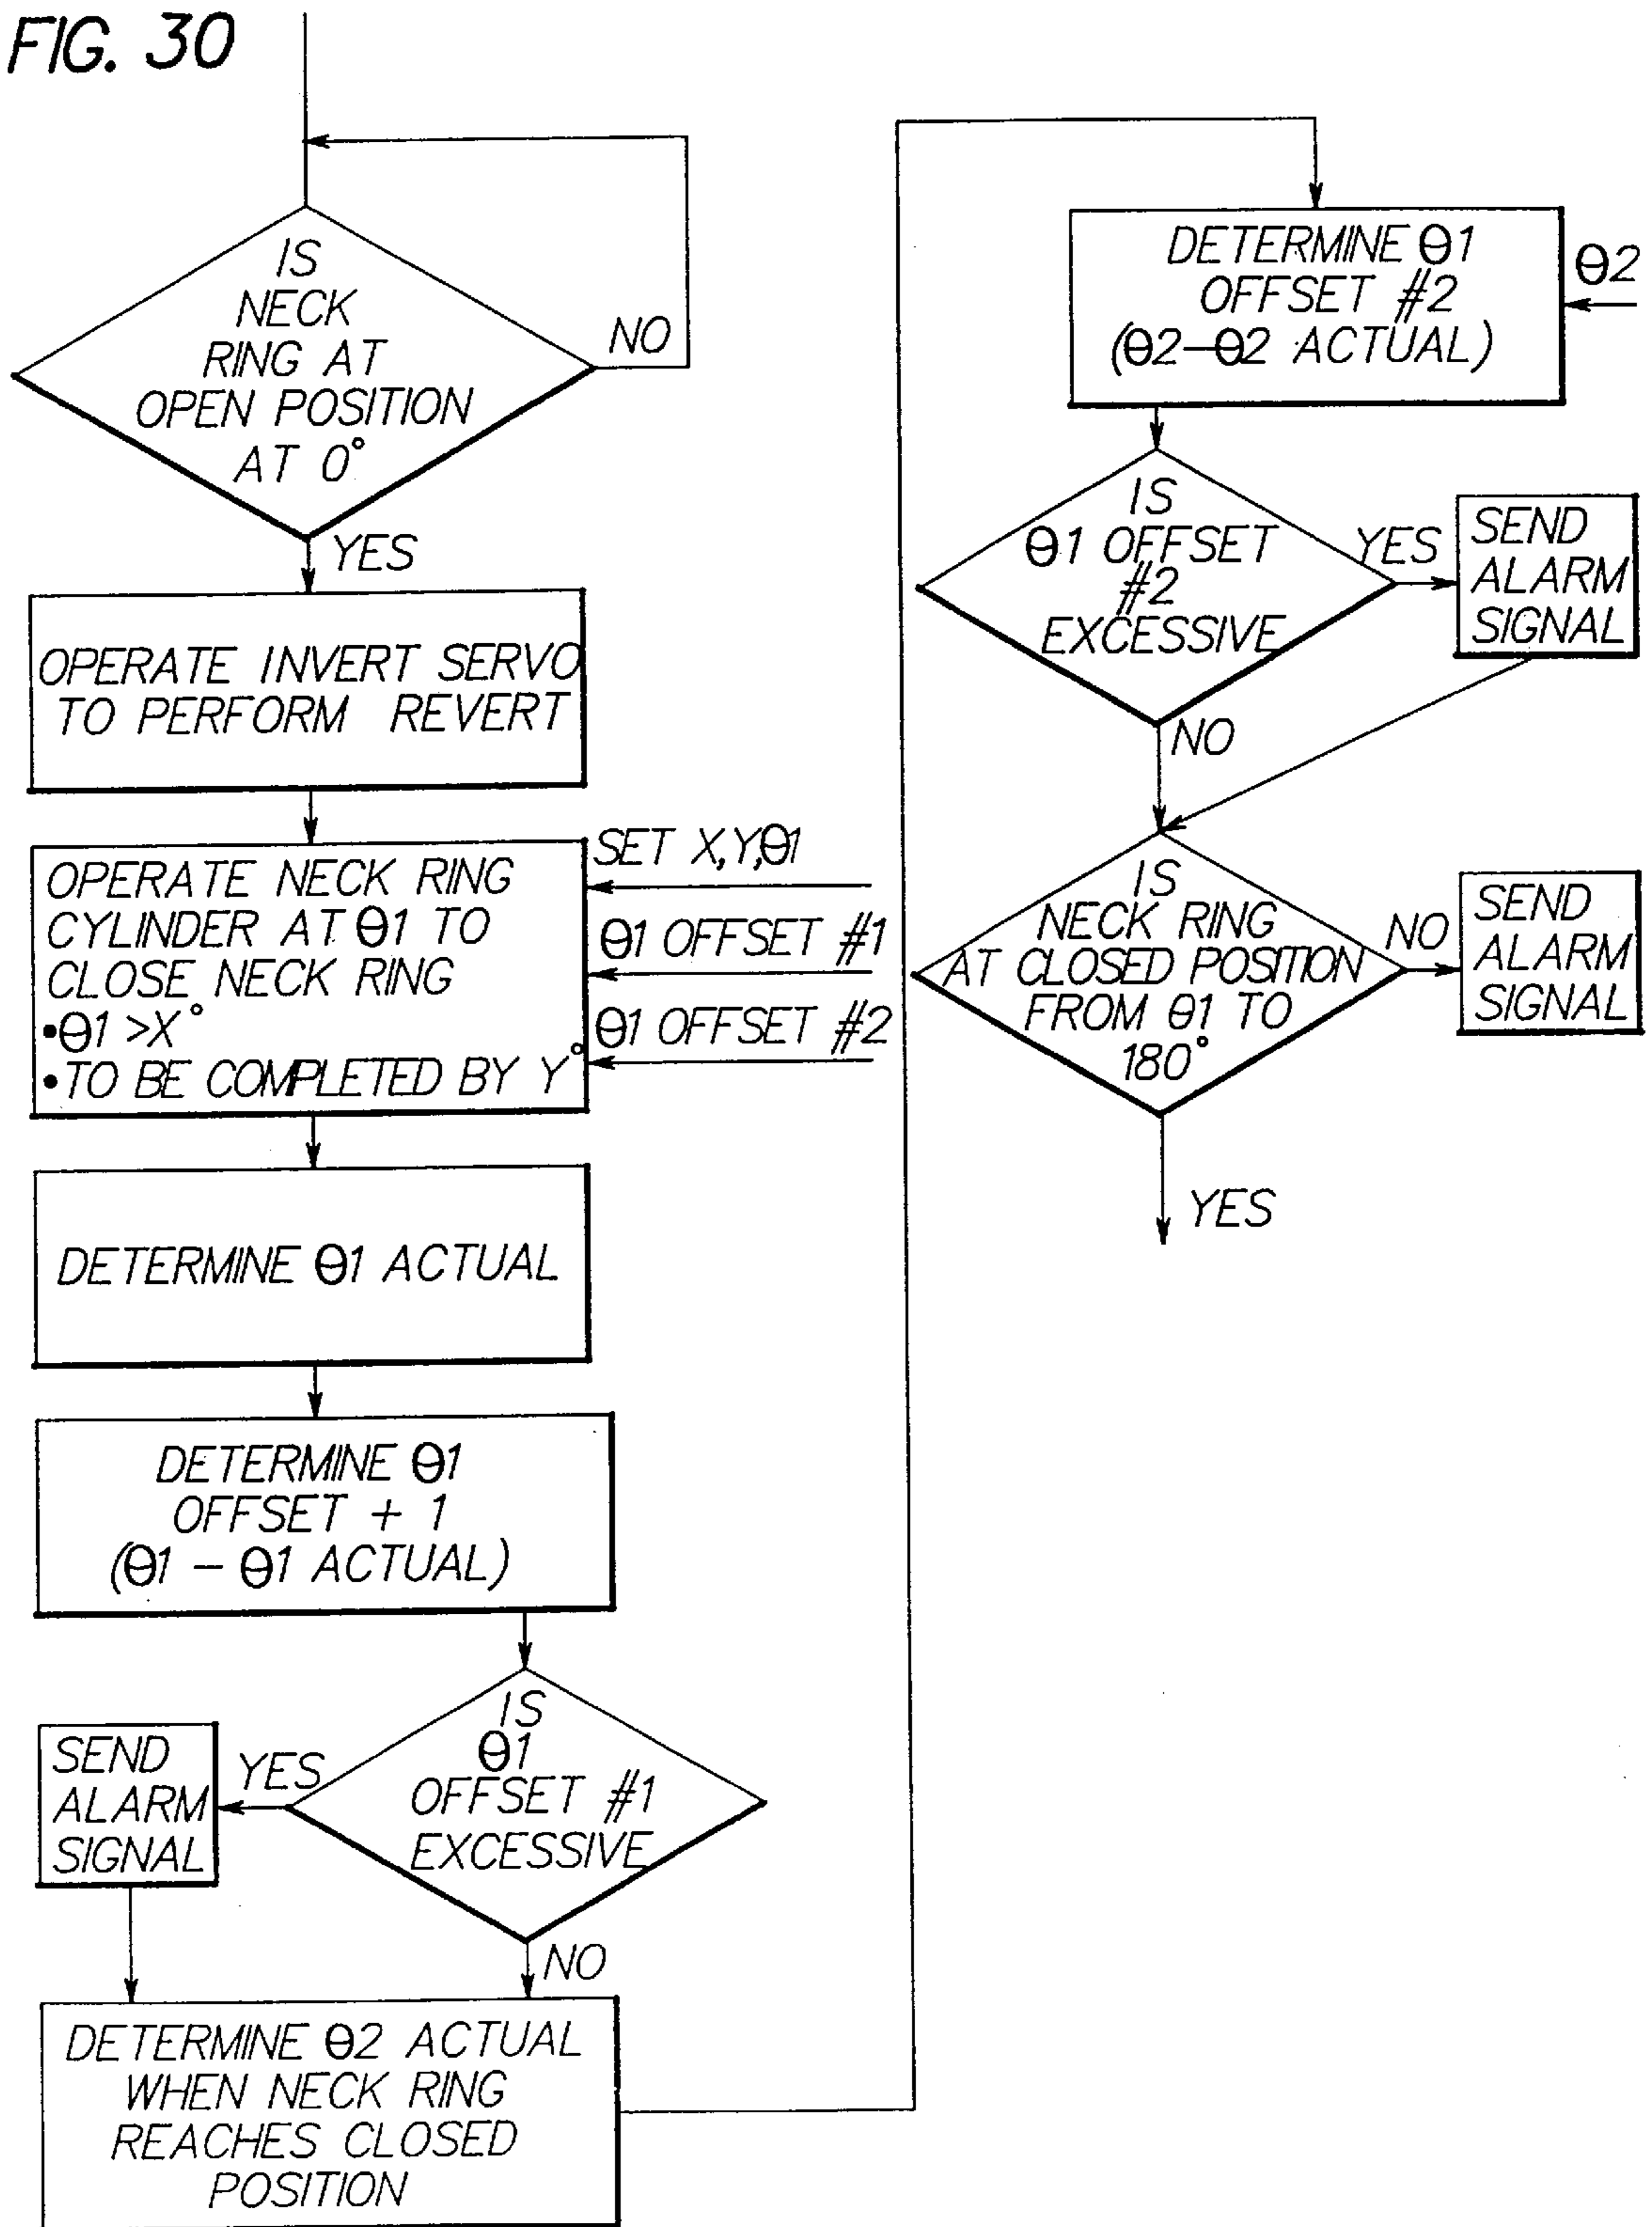 FIG. 30
IS
NECK
RING AT
OPEN POSITION
AT 0°
NO
YES
OPERATE INVERT SERVO
TO PERFORM REVERT
OPERATE NECK RING
CYLINDER AT θ1 TO
CLOSE NECK RING
•θ1 >X°
•TO BE COMPLETED BY Y°
SET X,Y,θ1
θ1 OFFSET #1
θ1 OFFSET #2
DETERMINE θ1 ACTUAL
DETERMINE θ1
OFFSET + 1
(θ1 – θ1 ACTUAL)
IS
θ1
OFFSET #1
EXCESSIVE
YES
SEND
ALARM
SIGNAL
NO
DETERMINE θ2 ACTUAL
WHEN NECK RING
REACHES CLOSED
POSITION
DETERMINE θ1
OFFSET #2
(θ2–θ2 ACTUAL)
θ2
IS
θ1 OFFSET
#2
EXCESSIVE
YES
SEND
ALARM
SIGNAL
NO
IS
NECK RING
AT CLOSED POSITION
FROM θ1 TO
180°
NO
SEND
ALARM
SIGNAL
YES